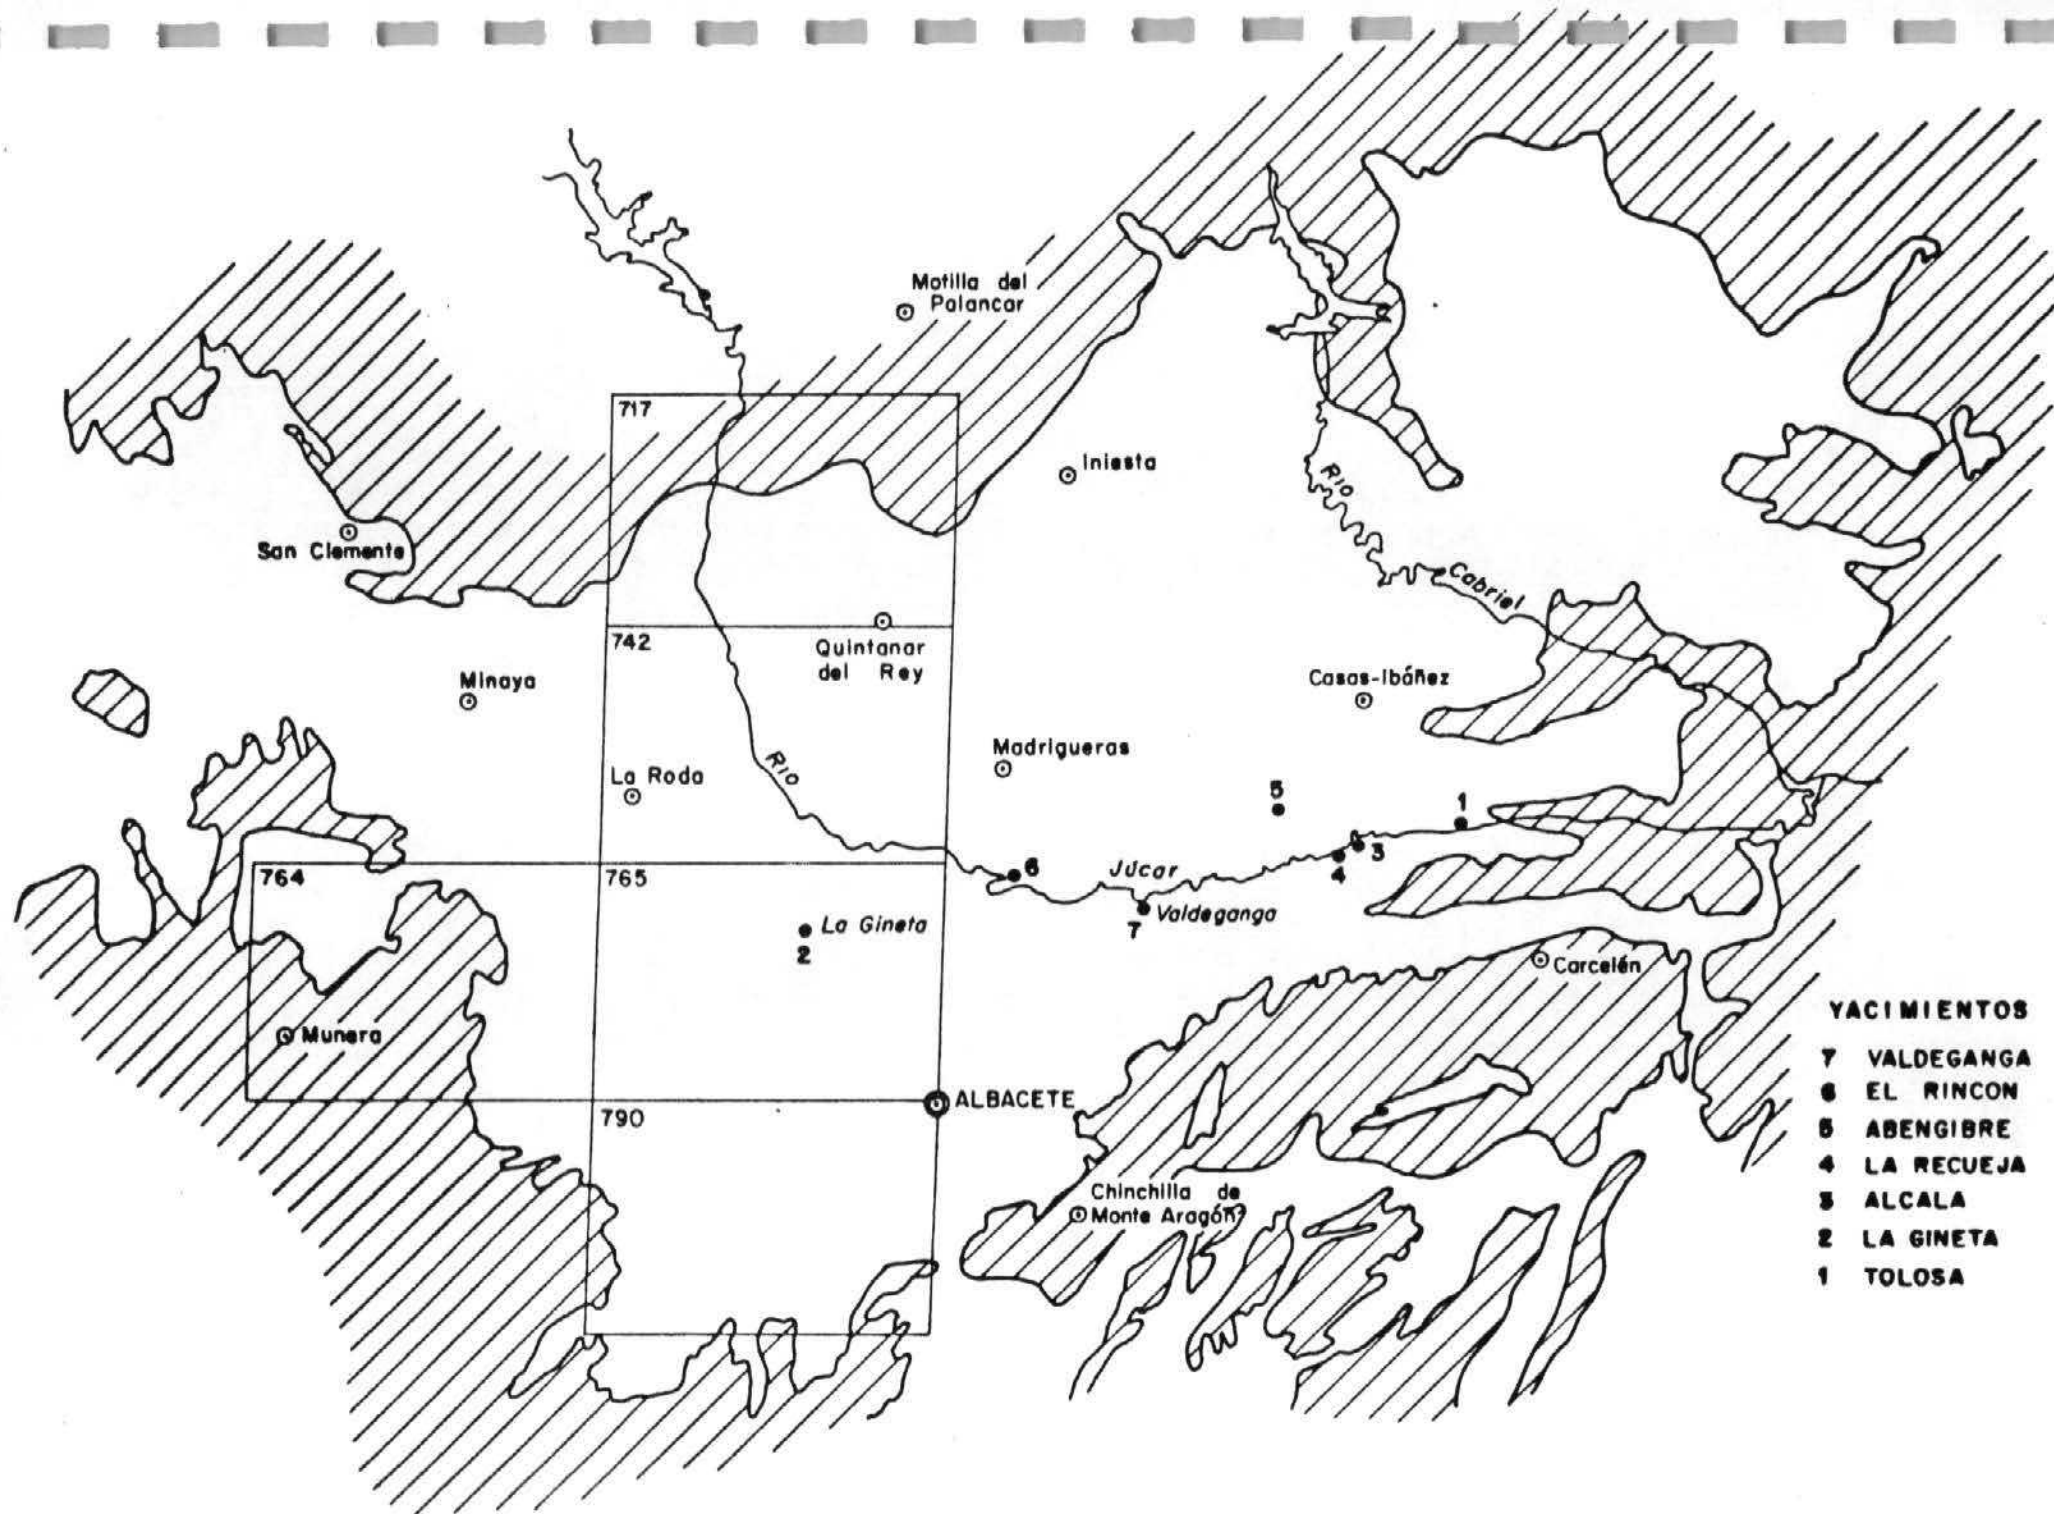 Motilla del
Palancar
717
Iniesta
Rio
San Clemente
Cabriel
742
Quintanar
del Rey
Minaya
Casas-Ibáñez
Madrigueras
La Roda
Rio
5
1
764
765
6
Júcar
3
4
La Gineta
2
7
Valdeganga
Carcelén
Munera
ALBACETE
790
Chinchilla de
Monte Aragón
YACIMIENTOS
7 VALDEGANGA
6 EL RINCON
5 ABENGIBRE
4 LA RECUEJA
3 ALCALA
2 LA GINETA
1 TOLOSA